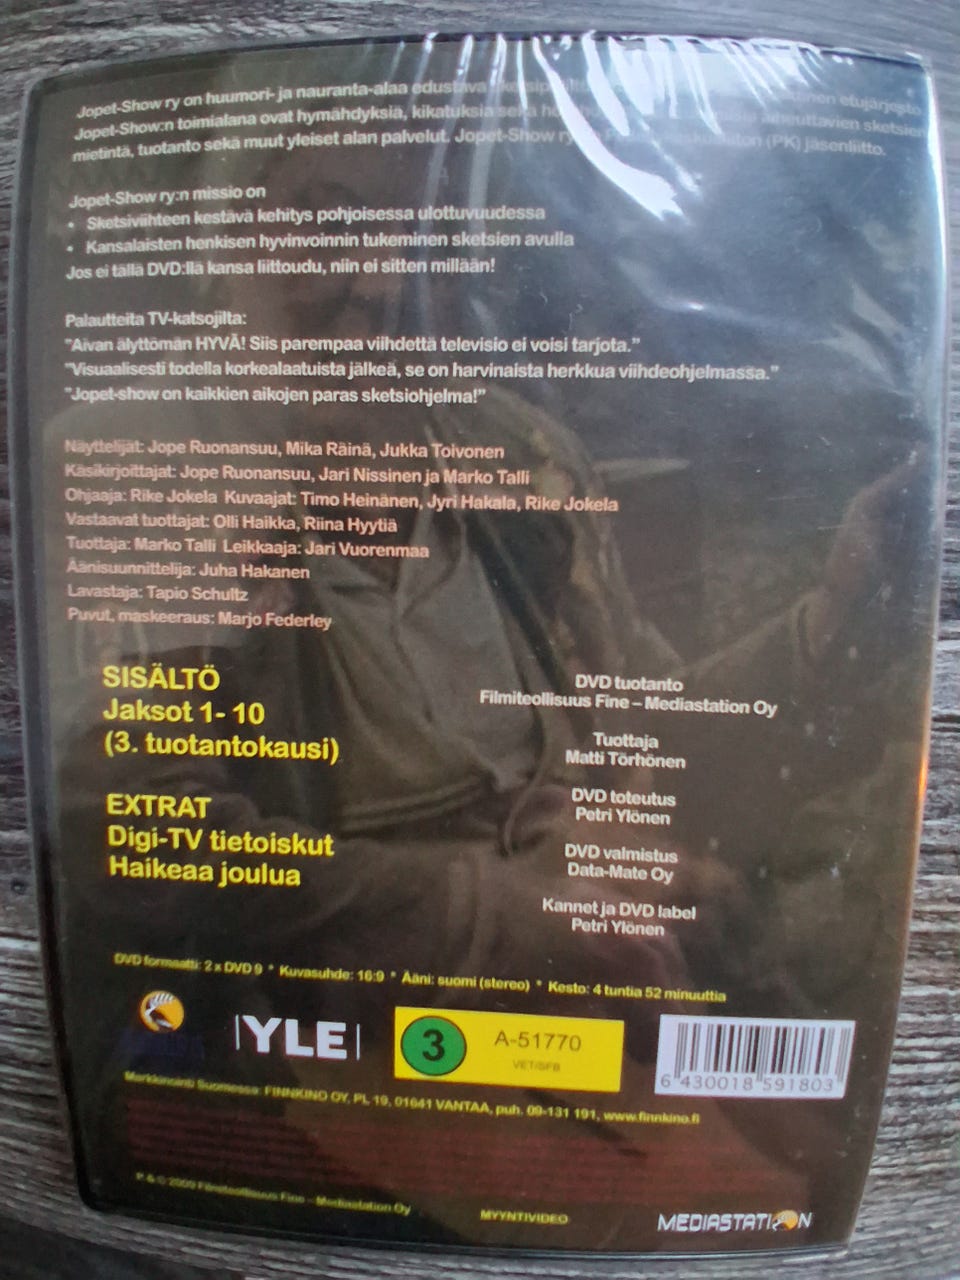 Jopet-Show ry on huumori- ja nauranta-alaa edustava etujärjestö
Jopet-Show:n toimialana ovat hymähdyksiä, kikatuksia sekä aiheuttavien sketsien
mietintä, tuotanto sekä muut yleiset alan palvelut. Jopet-Show ry (PK) jäsenliitto.
Jopet-Show ry:n missio on
• Sketsiviihteen kestävä kehitys pohjoisessa ulottuvuudessa
• Kansalaisten henkisen hyvinvoinnin tukeminen sketsien avulla
Jos ei tällä DVD:llä kansa liittoudu, niin ei sitten millään!
Palautteita TV-katsojilta:
"Aivan älyttömän HYVÄ! Siis parempaa viihdettä televisio ei voisi tarjota."
"Visuaalisesti todella korkealaatuista jälkeä, se on harvinaista herkkua viihdeohjelmassa."
"Jopet-show on kaikkien aikojen paras sketsiohjelma!"
Näyttelijät: Jope Ruonansuu, Mika Räinä, Jukka Toivonen
Käsikirjoittajat: Jope Ruonansuu, Jari Nissinen ja Marko Talli
Ohjaaja: Rike Jokela Kuvaajat: Timo Heinänen, Jyri Hakala, Rike Jokela
Vastaavat tuottajat: Olli Haikka, Riina Hyytiä
Tuottaja: Marko Talli Leikkaaja: Jari Vuorenmaa
Äänisuunnittelija: Juha Hakanen
Lavastaja: Tapio Schultz
Puvut, maskeeraus: Marjo Federley
SISÄLTÖ
Jaksot 1- 10
(3. tuotantokausi)
EXTRAT
Digi-TV tietoiskut
Haikeaa joulua
DVD tuotanto
Filmiteollisuus Fine – Mediastation Oy
Tuottaja
Matti Törhönen
DVD toteutus
Petri Ylönen
DVD valmistus
Data-Mate Oy
Kannet ja DVD label
Petri Ylönen
DVD formaatti: 2 x DVD 9 * Kuvasuhde: 16:9 * Ääni: suomi (stereo) * Kesto: 4 tuntia 52 minuuttia
YLE
3 A-51770
VET/SFB
6 430018 591803
Markkinointi Suomessa: FINNKINO OY, PL 19, 01641 VANTAA, puh. 09-131 191, www.finnkino.fi
P. & © 2009 Filmiteollisuus Fine – Mediastation Oy
MYYNTIVIDEO
MEDIASTATION